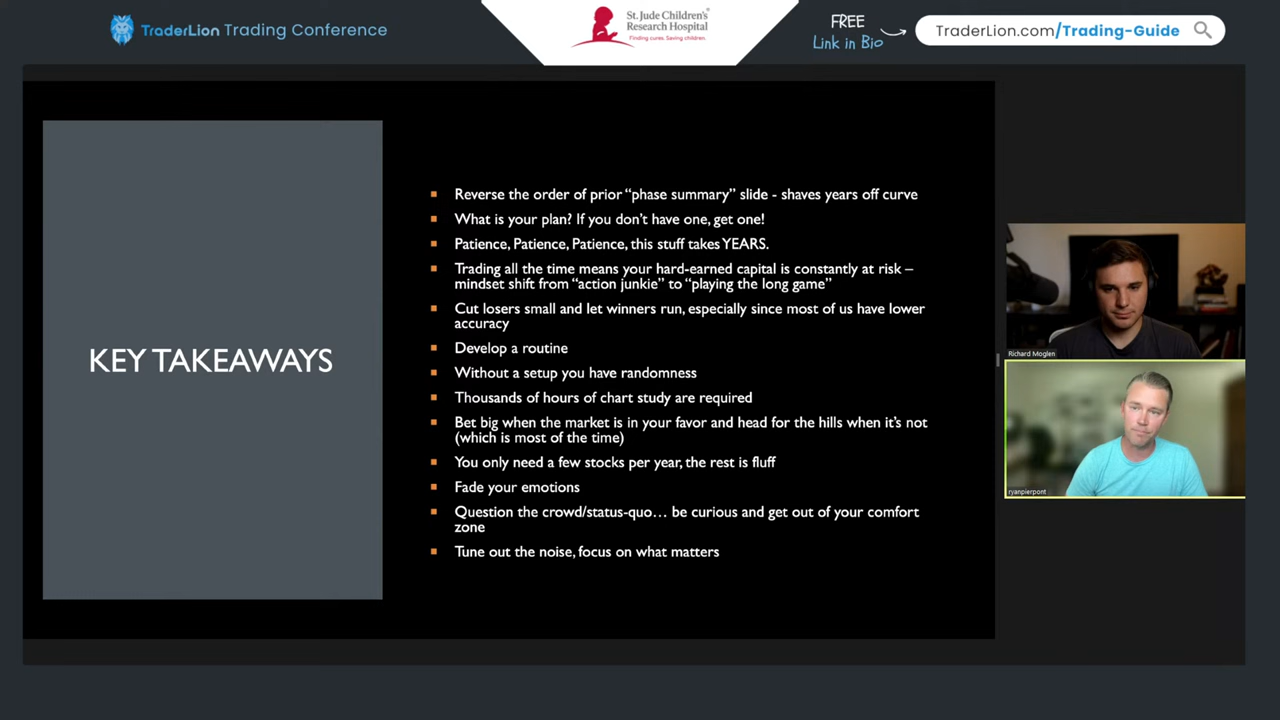 TraderLion Trading Conference
St. Jude Children's
Research Hospital
Finding cures. Saving children.
FREE
Link in Bio
TraderLion.com/Trading-Guide
KEY TAKEAWAYS
Reverse the order of prior “phase summary” slide - shaves years off curve
What is your plan? If you don’t have one, get one!
Patience, Patience, Patience, this stuff takes YEARS.
Trading all the time means your hard-earned capital is constantly at risk –
mindset shift from “action junkie” to “playing the long game”
Cut losers small and let winners run, especially since most of us have lower
accuracy
Develop a routine
Without a setup you have randomness
Thousands of hours of chart study are required
Bet big when the market is in your favor and head for the hills when it’s not
(which is most of the time)
You only need a few stocks per year, the rest is fluff
Fade your emotions
Question the crowd/status-quo… be curious and get out of your comfort
zone
Tune out the noise, focus on what matters
Richard Moglen
ryanpierpont